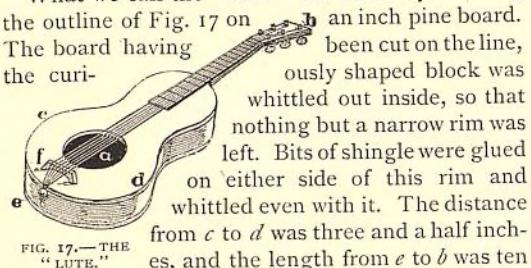 the outline of Fig. 17 on b an inch pine board.
The board having been cut on the line,
the curiously shaped block was
whittled out inside, so that
c
nothing but a narrow rim was
f a d
left. Bits of shingle were glued
on either side of this rim and
e
whittled even with it. The distance
FIG. 17.—THE
"LUTE."
from c to d was three and a half inch-
es, and the length from e to b was ten